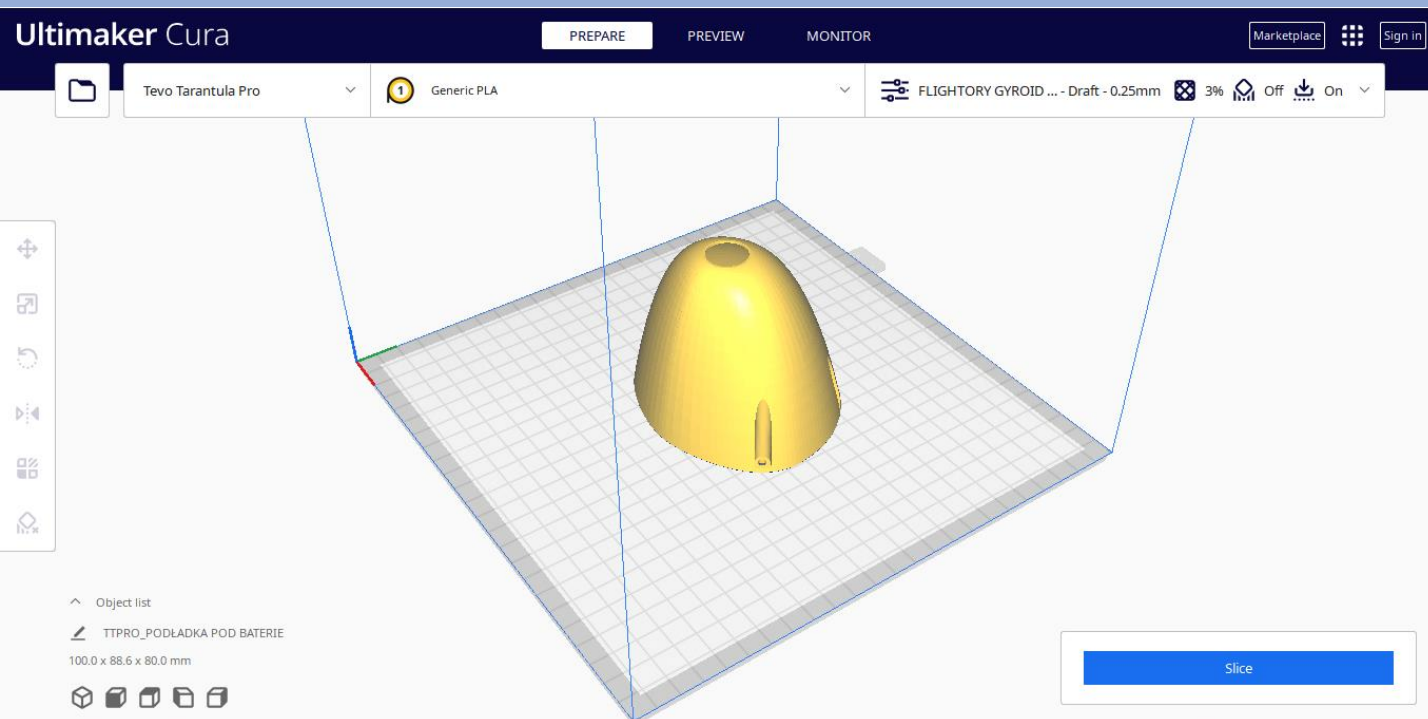 Ultimaker Cura
PREPARE
PREVIEW
MONITOR
Marketplace
Sign in
Tevo Tarantula Pro
1
Generic PLA
FLIGHTORY GYROID ... - Draft - 0.25mm
3%
Off
On
Object list
TTPRO_PODŁADKA POD BATERIE
100.0 x 88.6 x 80.0 mm
Slice